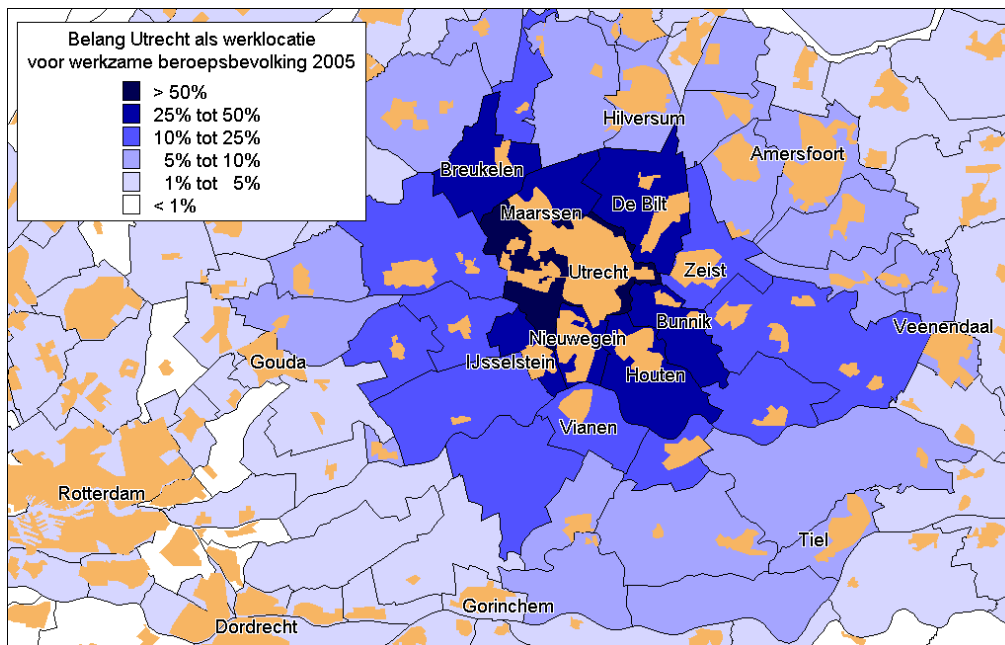 Belang Utrecht als werklocatie
voor werkzame beroepsbevolking 2005
> 50%
25% tot 50%
10% tot 25%
5% tot 10%
1% tot 5%
< 1%
Hilversum
Amersfoort
Breukelen
De Bilt
Maarssen
Utrecht
Zeist
Bunnik
Veenendaal
Nieuwegein
Gouda
IJsselstein
Houten
Vianen
Rotterdam
Tiel
Gorinchem
Dordrecht